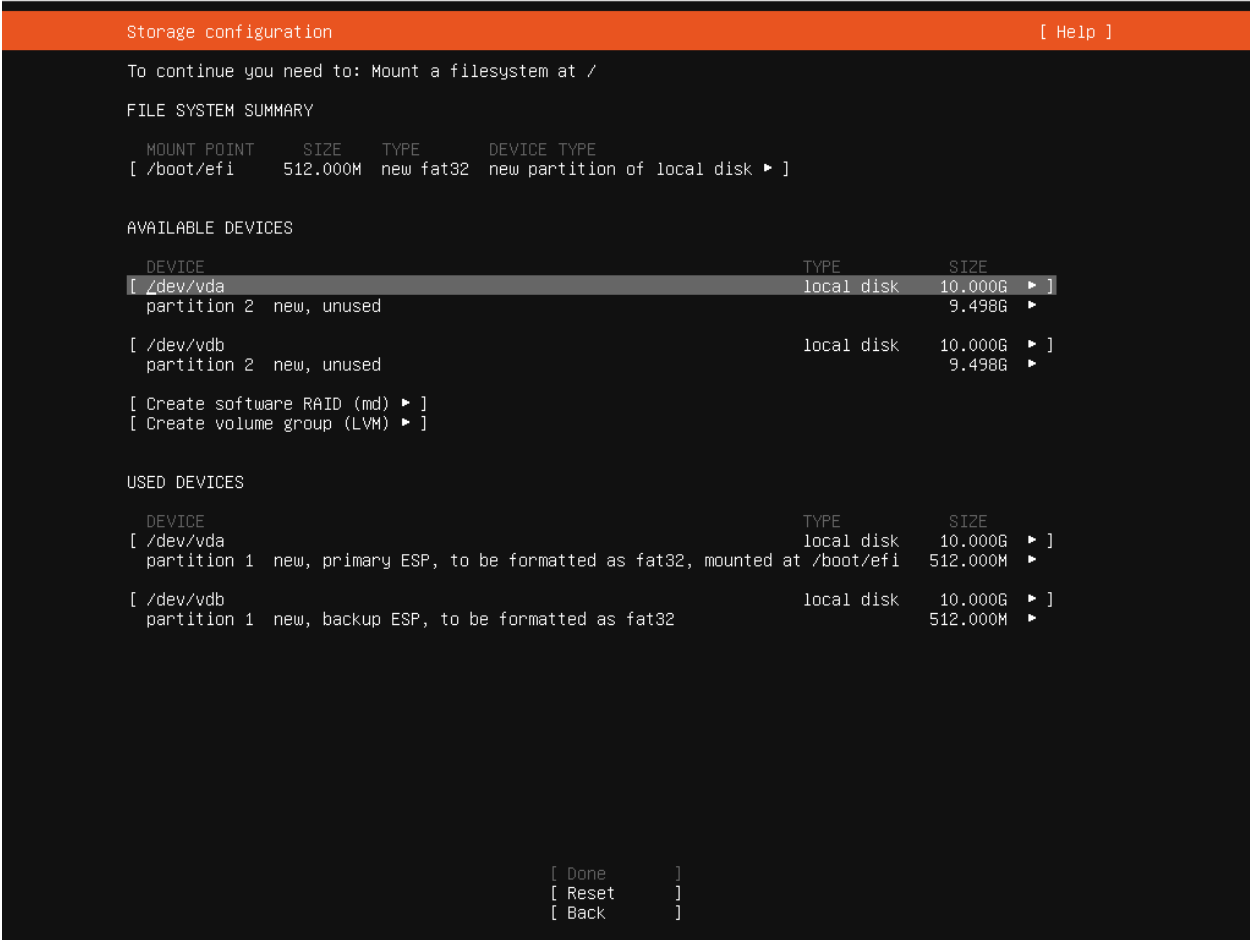 Storage configuration [ Help ]
To continue you need to: Mount a filesystem at /
FILE SYSTEM SUMMARY
MOUNT POINT SIZE TYPE DEVICE TYPE
[ /boot/efi 512.000M new fat32 new partition of local disk ▸ ]
AVAILABLE DEVICES
DEVICE TYPE SIZE
[ /dev/vda local disk 10.000G ▸ ]
partition 2 new, unused 9.498G ▸
[ /dev/vdb local disk 10.000G ▸ ]
partition 2 new, unused 9.498G ▸
[ Create software RAID (md) ▸ ]
[ Create volume group (LVM) ▸ ]
USED DEVICES
DEVICE TYPE SIZE
[ /dev/vda local disk 10.000G ▸ ]
partition 1 new, primary ESP, to be formatted as fat32, mounted at /boot/efi 512.000M ▸
[ /dev/vdb local disk 10.000G ▸ ]
partition 1 new, backup ESP, to be formatted as fat32 512.000M ▸
[ Done ]
[ Reset ]
[ Back ]